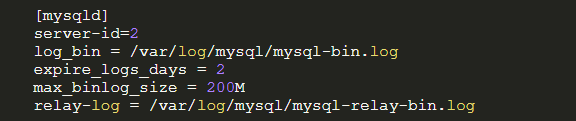 [mysqld]
server-id=2
log_bin = /var/log/mysql/mysql-bin.log
expire_logs_days = 2
max_binlog_size = 200M
relay-log = /var/log/mysql/mysql-relay-bin.log